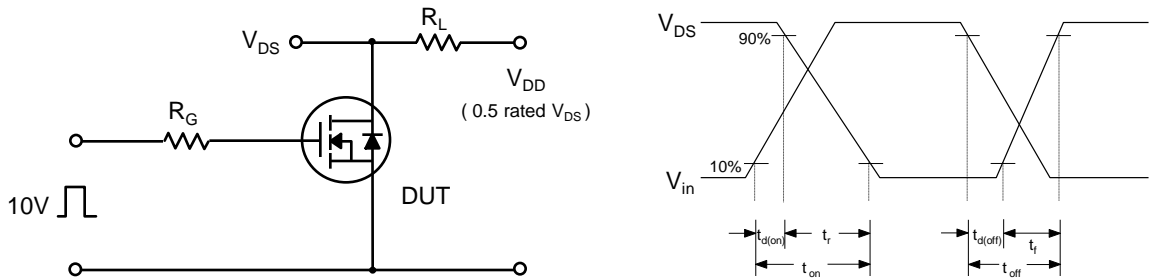 R_L
V_DS
V_DD
( 0.5 rated V_DS )
R_G
DUT
10V
V_DS
90%
10%
V_in
t_d(on)
t_r
t_on
t_d(off)
t_f
t_off